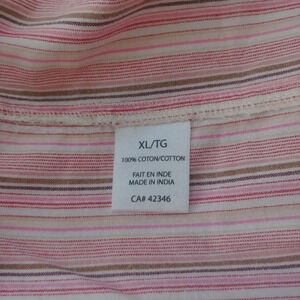 XL/TG
100% COTON/COTTON
FAIT EN INDE
MADE IN INDIA
CA# 42346